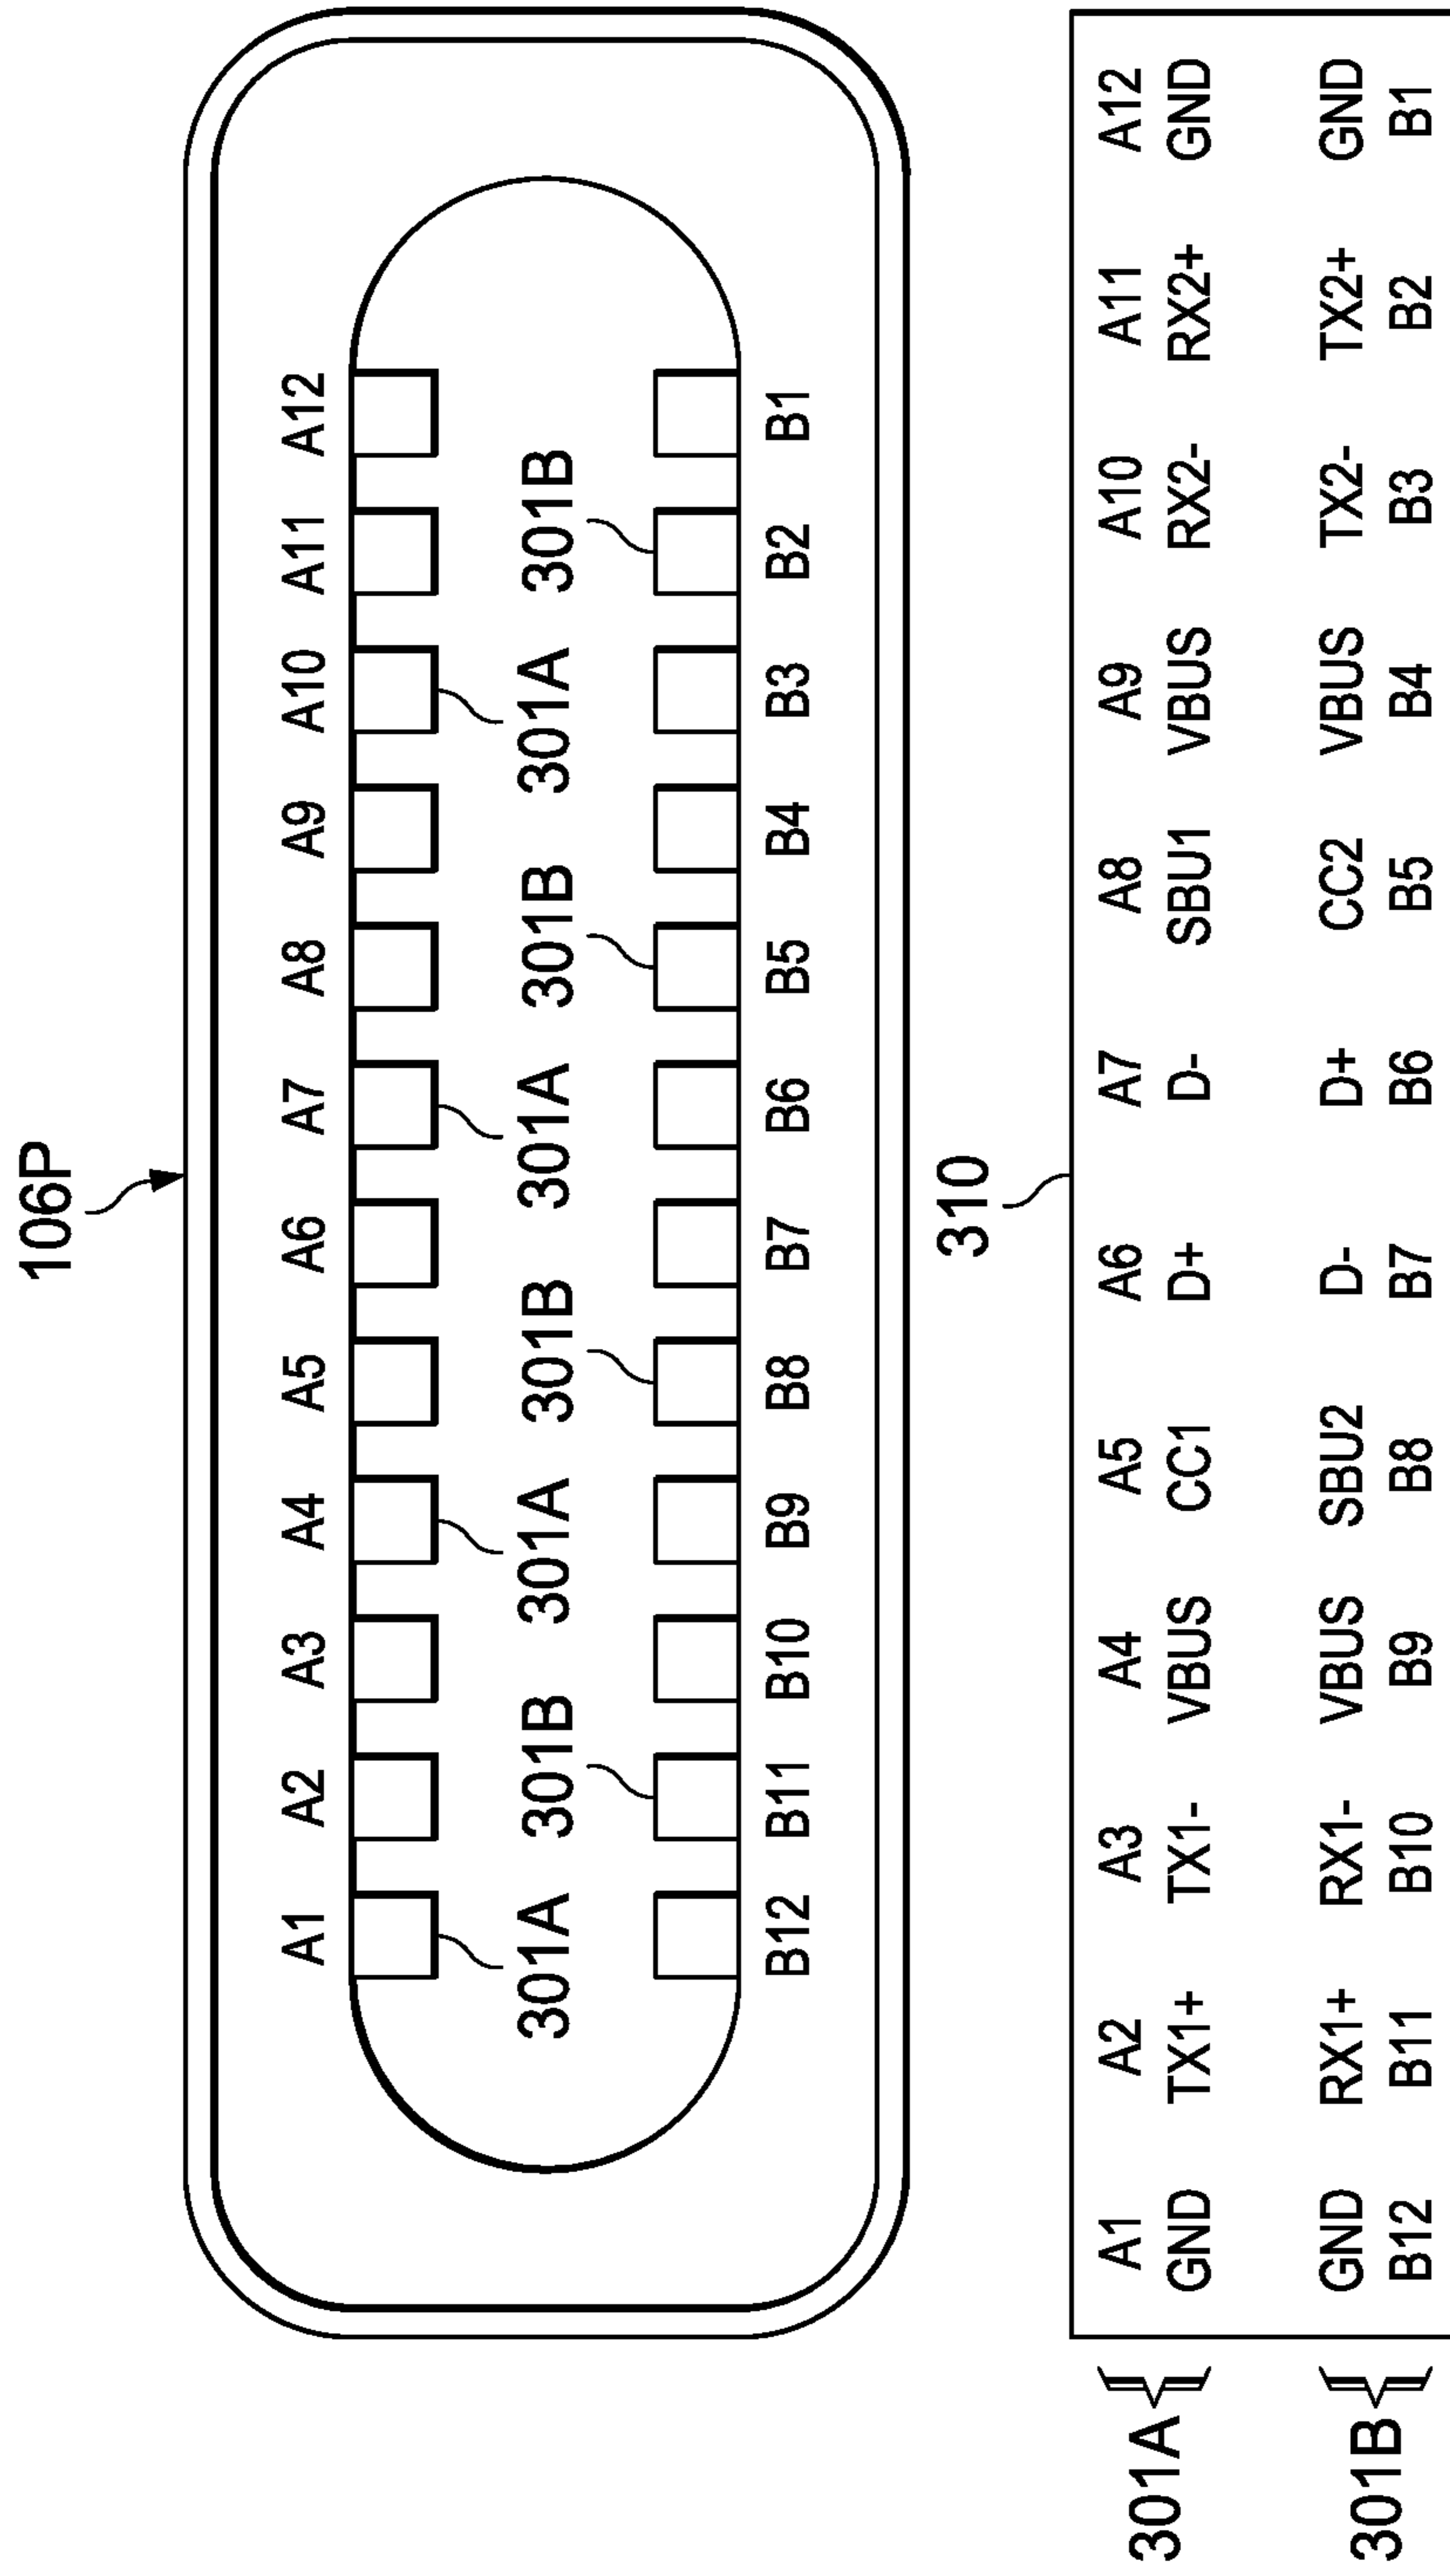 106P
A1 A2 A3 A4 A5 A6 A7 A8 A9 A10 A11 A12
301A 301A 301A 301A
301B 301B 301B 301B
B12 B11 B10 B9 B8 B7 B6 B5 B4 B3 B2 B1
310
A1 A2 A3 A4 A5 A6 A7 A8 A9 A10 A11 A12
301A GND TX1+ TX1- VBUS CC1 D+ D- SBU1 VBUS RX2- RX2+ GND
301B GND RX1+ RX1- VBUS SBU2 D- D+ CC2 VBUS TX2- TX2+ GND
B12 B11 B10 B9 B8 B7 B6 B5 B4 B3 B2 B1